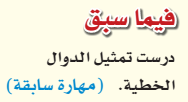 فيما سبق
درست تمثيل الدوال
الخطية. (مهارة سابقة)